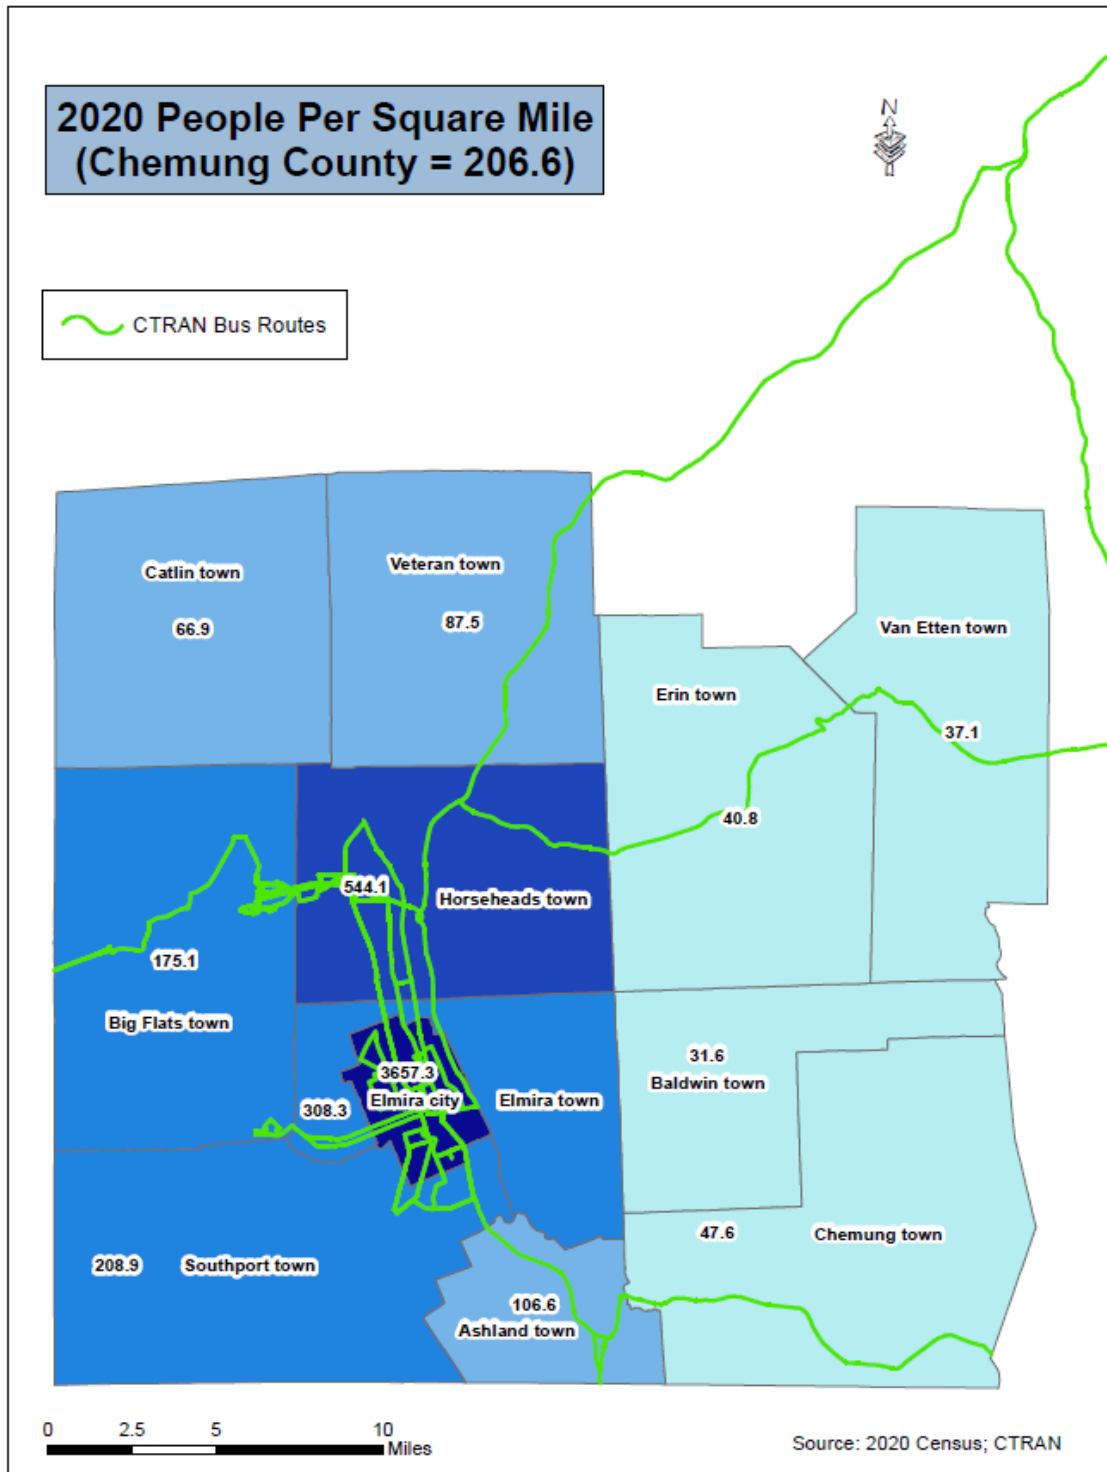 2020 People Per Square Mile
(Chemung County = 206.6)
N
CTRAN Bus Routes
Catlin town
66.9
Veteran town
87.5
Van Etten town
37.1
Erin town
40.8
544.1
Horseheads town
175.1
Big Flats town
3657.3
Elmira city
308.3
Elmira town
31.6
Baldwin town
47.6
Chemung town
208.9
Southport town
106.6
Ashland town
0 2.5 5 10
Miles
Source: 2020 Census; CTRAN